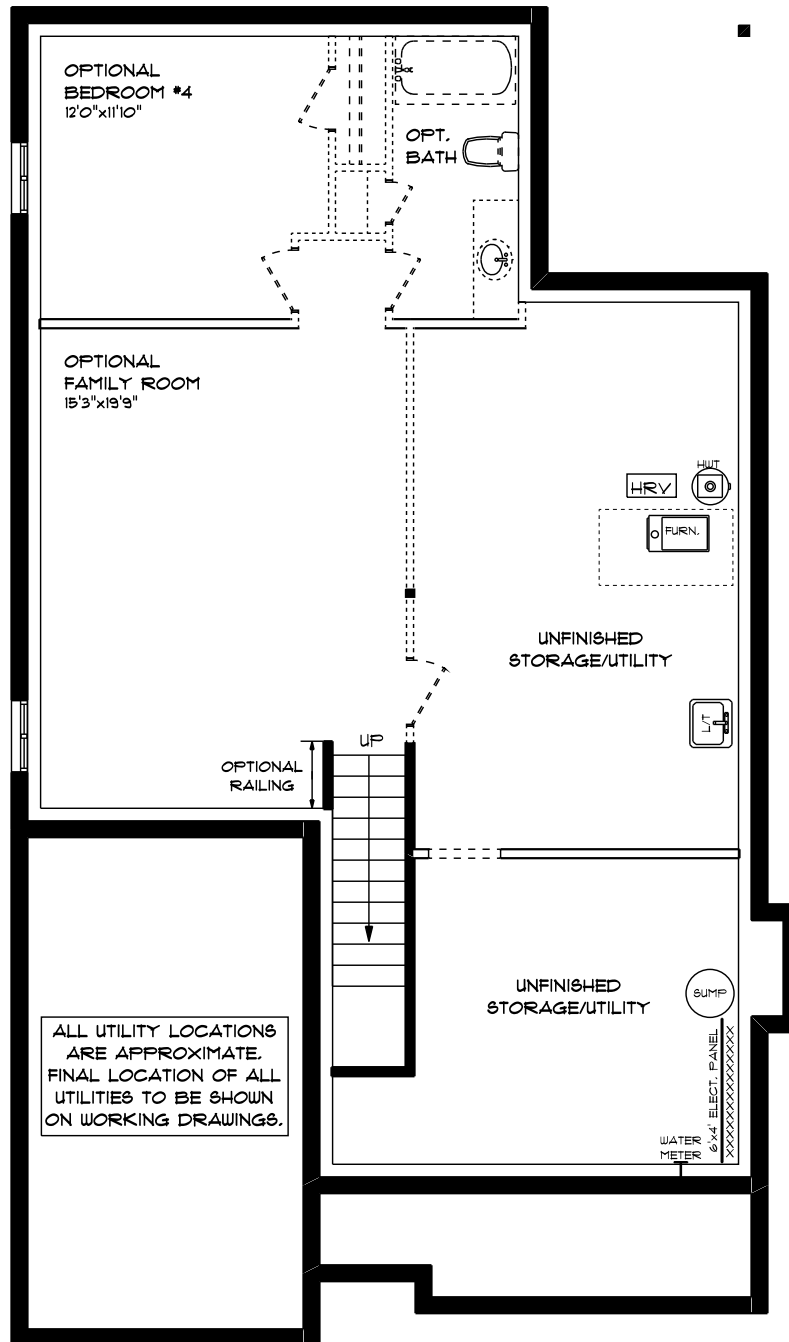 OPTIONAL
BEDROOM #4
12'0"x11'10"
OPT.
BATH
OPTIONAL
FAMILY ROOM
15'3"x19'9"
HWT
HRV
FURN.
UNFINISHED
STORAGE/UTILITY
L/T
UP
OPTIONAL
RAILING
UNFINISHED
STORAGE/UTILITY
SUMP
6'x4' ELECT. PANEL
XXXXXXXXXXXXX
WATER
METER
ALL UTILITY LOCATIONS
ARE APPROXIMATE.
FINAL LOCATION OF ALL
UTILITIES TO BE SHOWN
ON WORKING DRAWINGS.